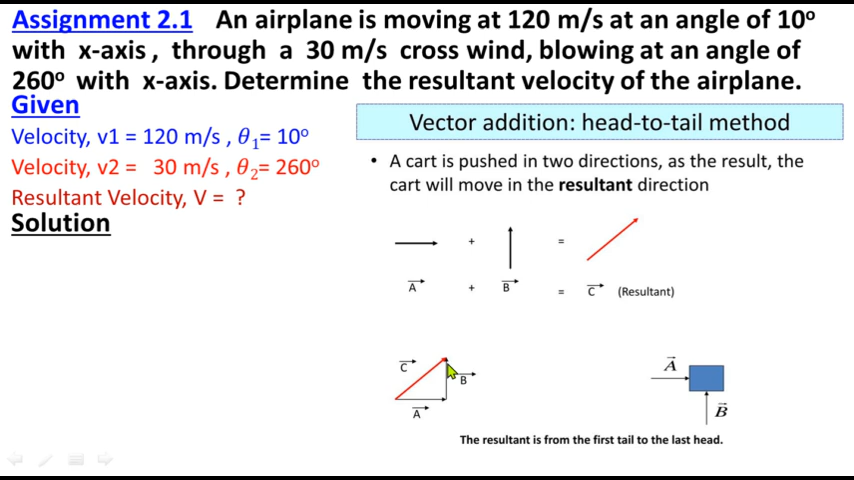 Assignment 2.1 An airplane is moving at 120 m/s at an angle of 10º
with x-axis , through a 30 m/s cross wind, blowing at an angle of
260º with x-axis. Determine the resultant velocity of the airplane.
Given
Velocity, v1 = 120 m/s , θ₁= 10º
Velocity, v2 = 30 m/s , θ₂= 260º
Resultant Velocity, V = ?
Solution
Vector addition: head-to-tail method
• A cart is pushed in two directions, as the result, the
cart will move in the resultant direction
+ =
A + B = C (Resultant)
C
B
A
A
B
The resultant is from the first tail to the last head.